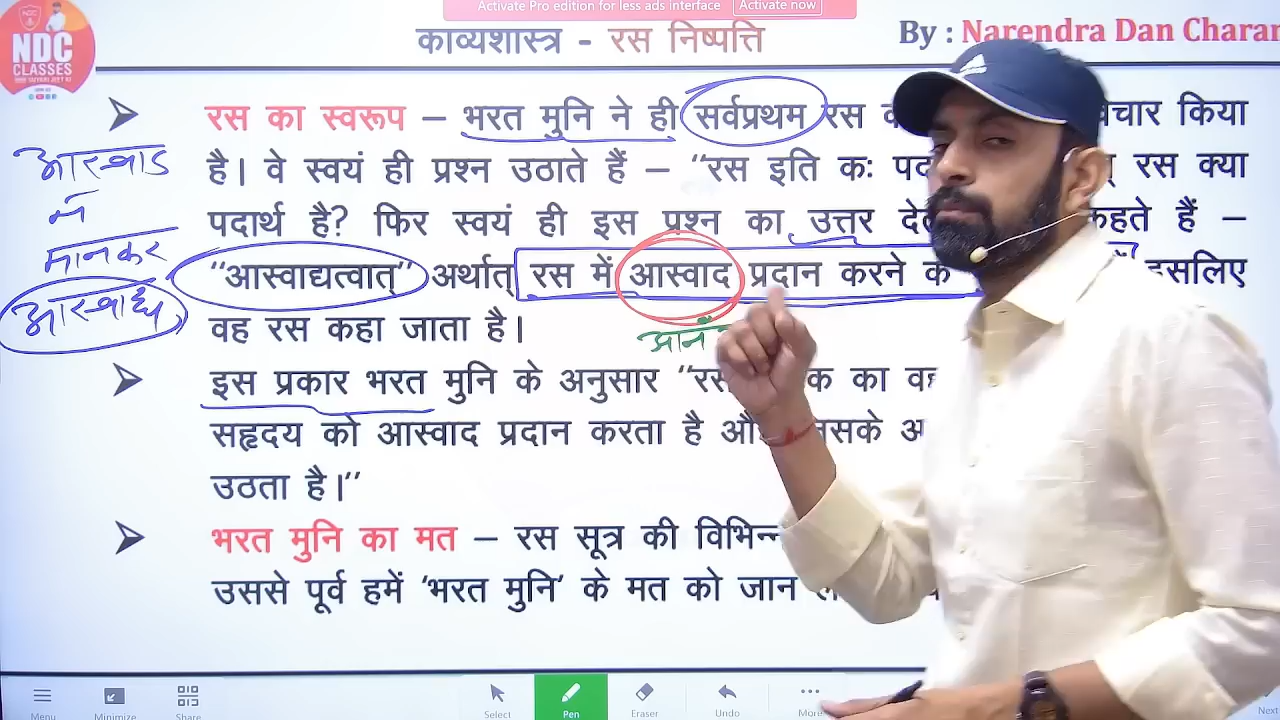 Activate Pro edition for less ads interface Activate now
NDC
CLASSES
काव्यशास्त्र - रस निष्पत्ति
By : Narendra Dan Charan
रस का स्वरूप – भरत मुनि ने ही सर्वप्रथम रस किया
है। वे स्वयं ही प्रश्न उठाते हैं – “रस इति कः रस क्या
पदार्थ है? फिर स्वयं ही इस प्रश्न का उत्तर कहते हैं –
“आस्वाद्यत्वात्” अर्थात् रस में आस्वाद प्रदान करने इसलिए
वह रस कहा जाता है।
इस प्रकार भरत मुनि के अनुसार “रस का
सहृदय को आस्वाद प्रदान करता है
उठता है।”
भरत मुनि का मत – रस सूत्र की
उससे पूर्व हमें ‘भरत मुनि’ के मत को जान
आस्वाद
न
मानकर
आस्वाद्य
Menu Minimize Share Select Pen Eraser Undo More Next